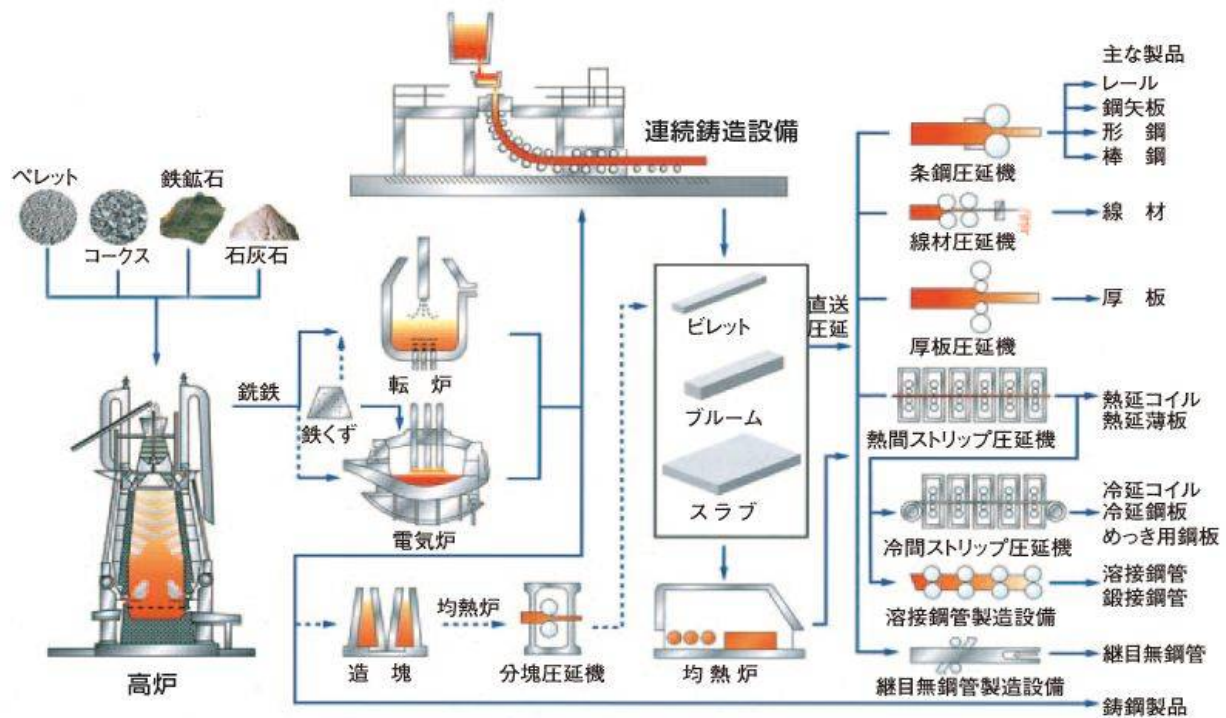 連続鋳造設備
ペレット
コークス
鉄鉱石
石灰石
高炉
銑鉄
鉄くず
転　炉
電気炉
造　塊
均熱炉
分塊圧延機
ビレット
ブルーム
スラブ
均熱炉
直送
圧延
条鋼圧延機
線材圧延機
厚板圧延機
熱間ストリップ圧延機
冷間ストリップ圧延機
溶接鋼管製造設備
継目無鋼管製造設備
主な製品
レール
鋼矢板
形　鋼
棒　鋼
線　材
厚　板
熱延コイル
熱延薄板
冷延コイル
冷延鋼板
めっき用鋼板
溶接鋼管
鍛接鋼管
継目無鋼管
鋳鋼製品